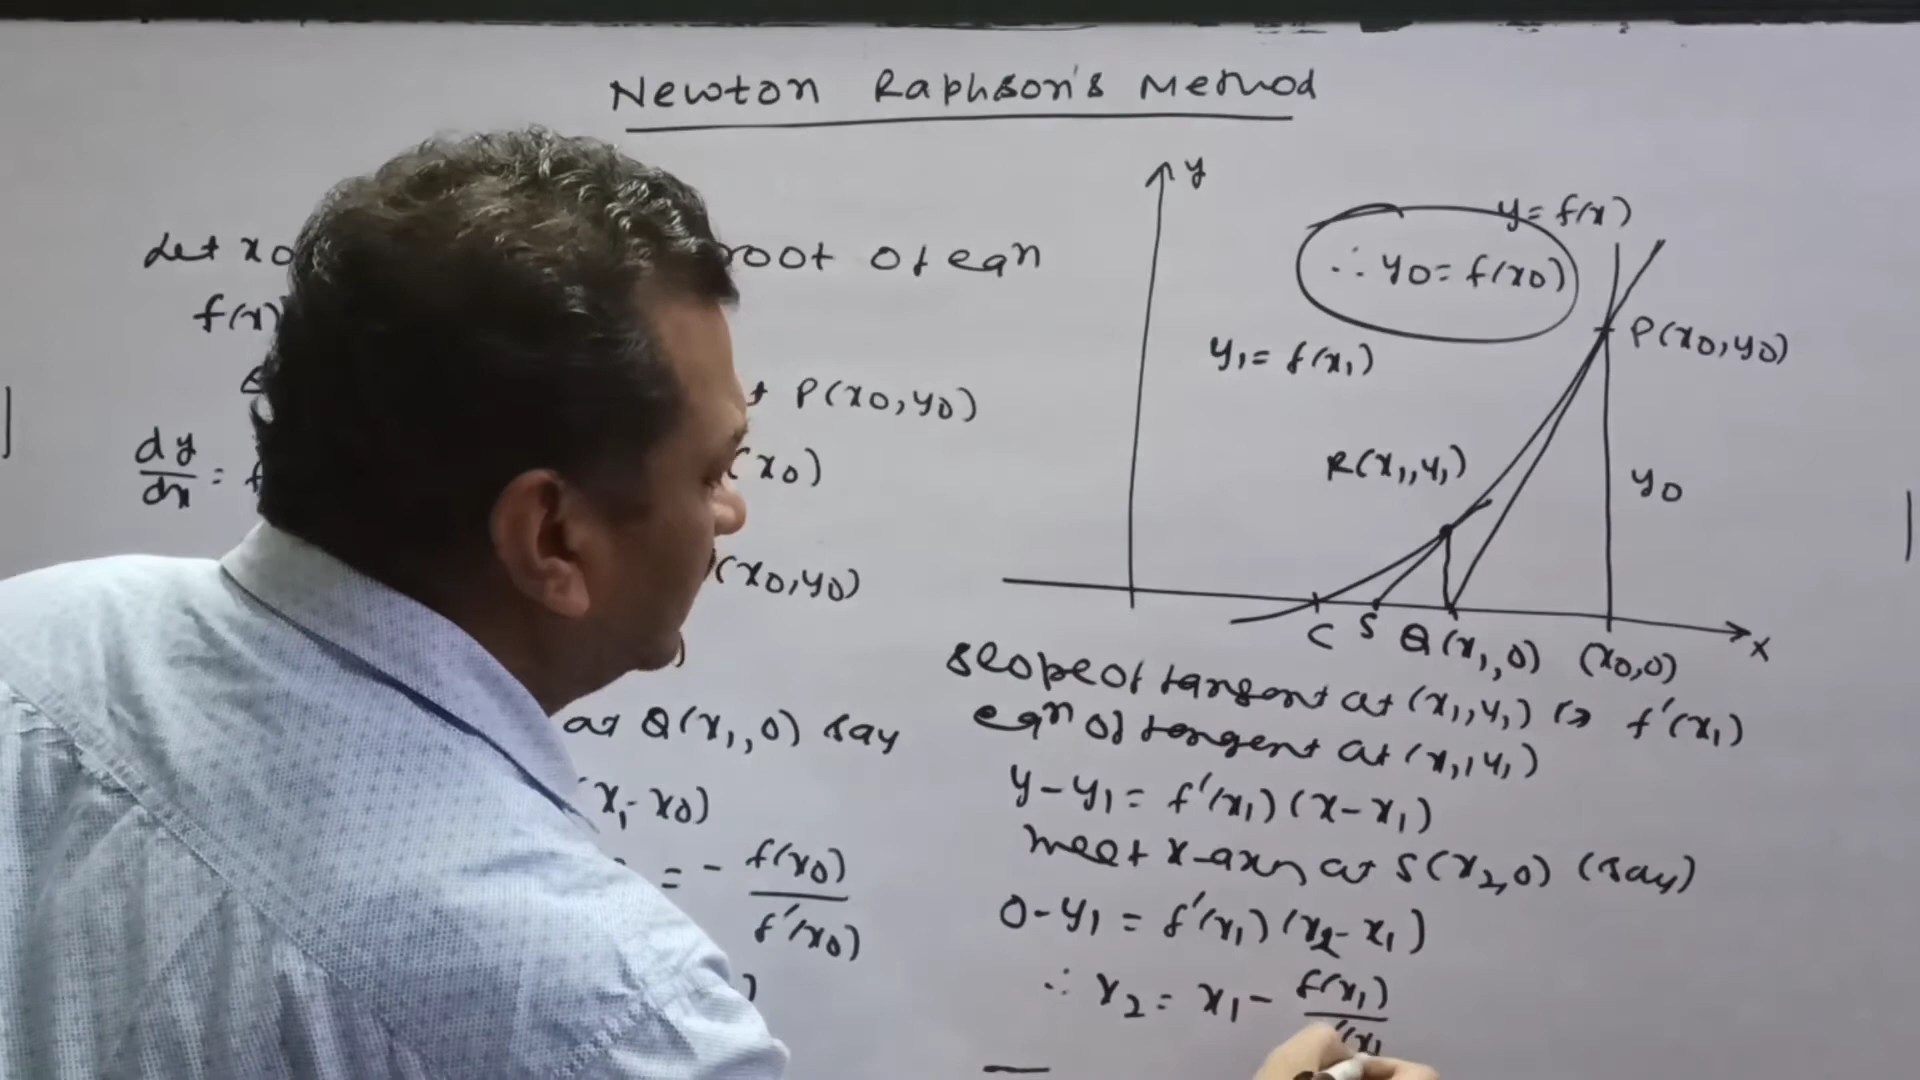 Newton Raphson's Method
Let x0 root of eqn
f(x)
P(x0, y0)
dy/dx = (x0)
(x0, y0)
at Q(x1, 0) say
(x1 - x0)
= - f(x0)/f'(x0)
y
y = f(x)
∴ y0 = f(x0)
y1 = f(x1)
P(x0, y0)
R(x1, y1)
y0
C S Q(x1, 0) (x0, 0) x
slope of tangent at (x1, y1) is f'(x1)
eqn of tangent at (x1, y1)
y - y1 = f'(x1) (x - x1)
meet x-axis at S(x2, 0) (say)
0 - y1 = f'(x1) (x2 - x1)
∴ x2 = x1 - f(x1)/'(x1